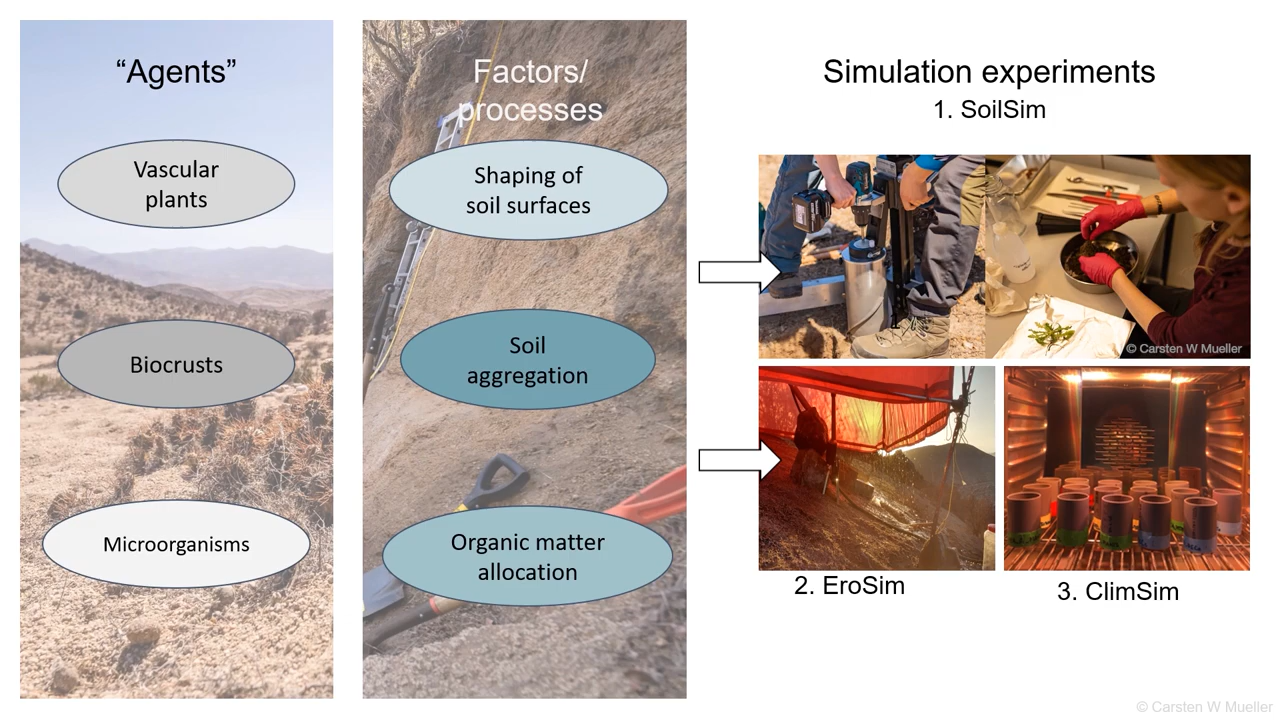 “Agents”
Vascular
plants
Biocrusts
Microorganisms
Factors/
processes
Shaping of
soil surfaces
Soil
aggregation
Organic matter
allocation
Simulation experiments
1. SoilSim
© Carsten W Mueller
2. EroSim
3. ClimSim
© Carsten W Mueller